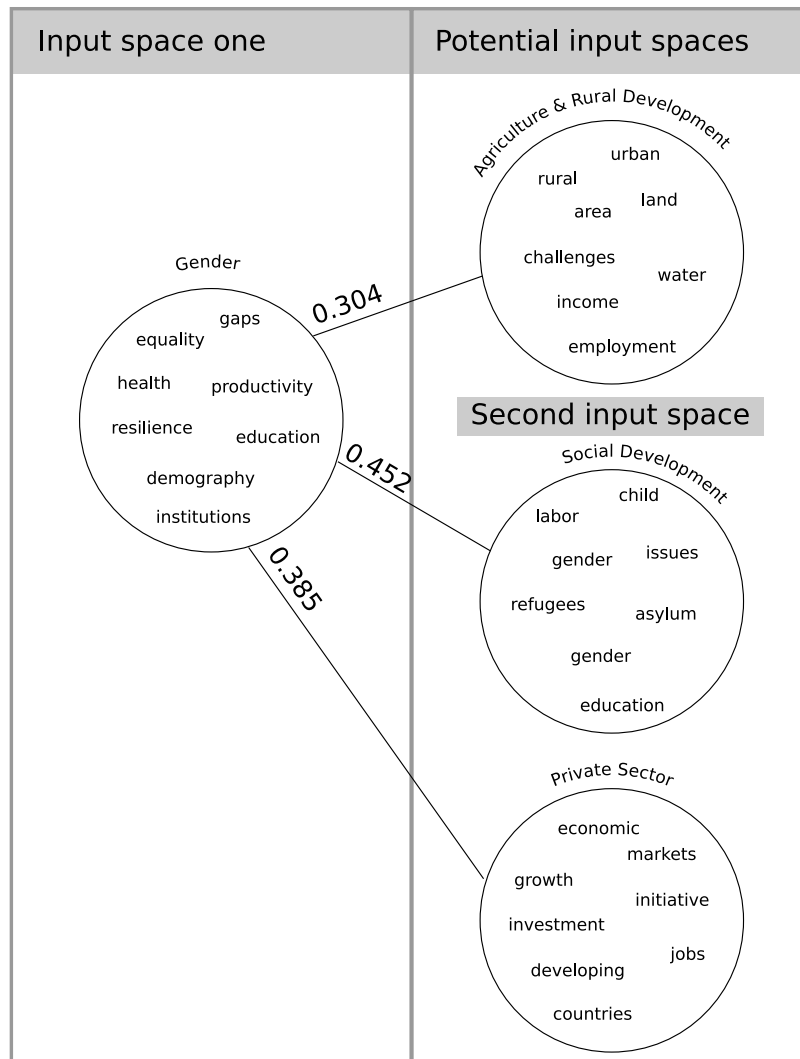 Input space one
Potential input spaces
Gender
gaps
equality
health
productivity
resilience
education
demography
institutions
0.304
0.452
0.385
Agriculture & Rural Development
urban
rural
land
area
challenges
water
income
employment
Second input space
Social Development
child
labor
issues
gender
refugees
asylum
gender
education
Private Sector
economic
markets
growth
initiative
investment
jobs
developing
countries